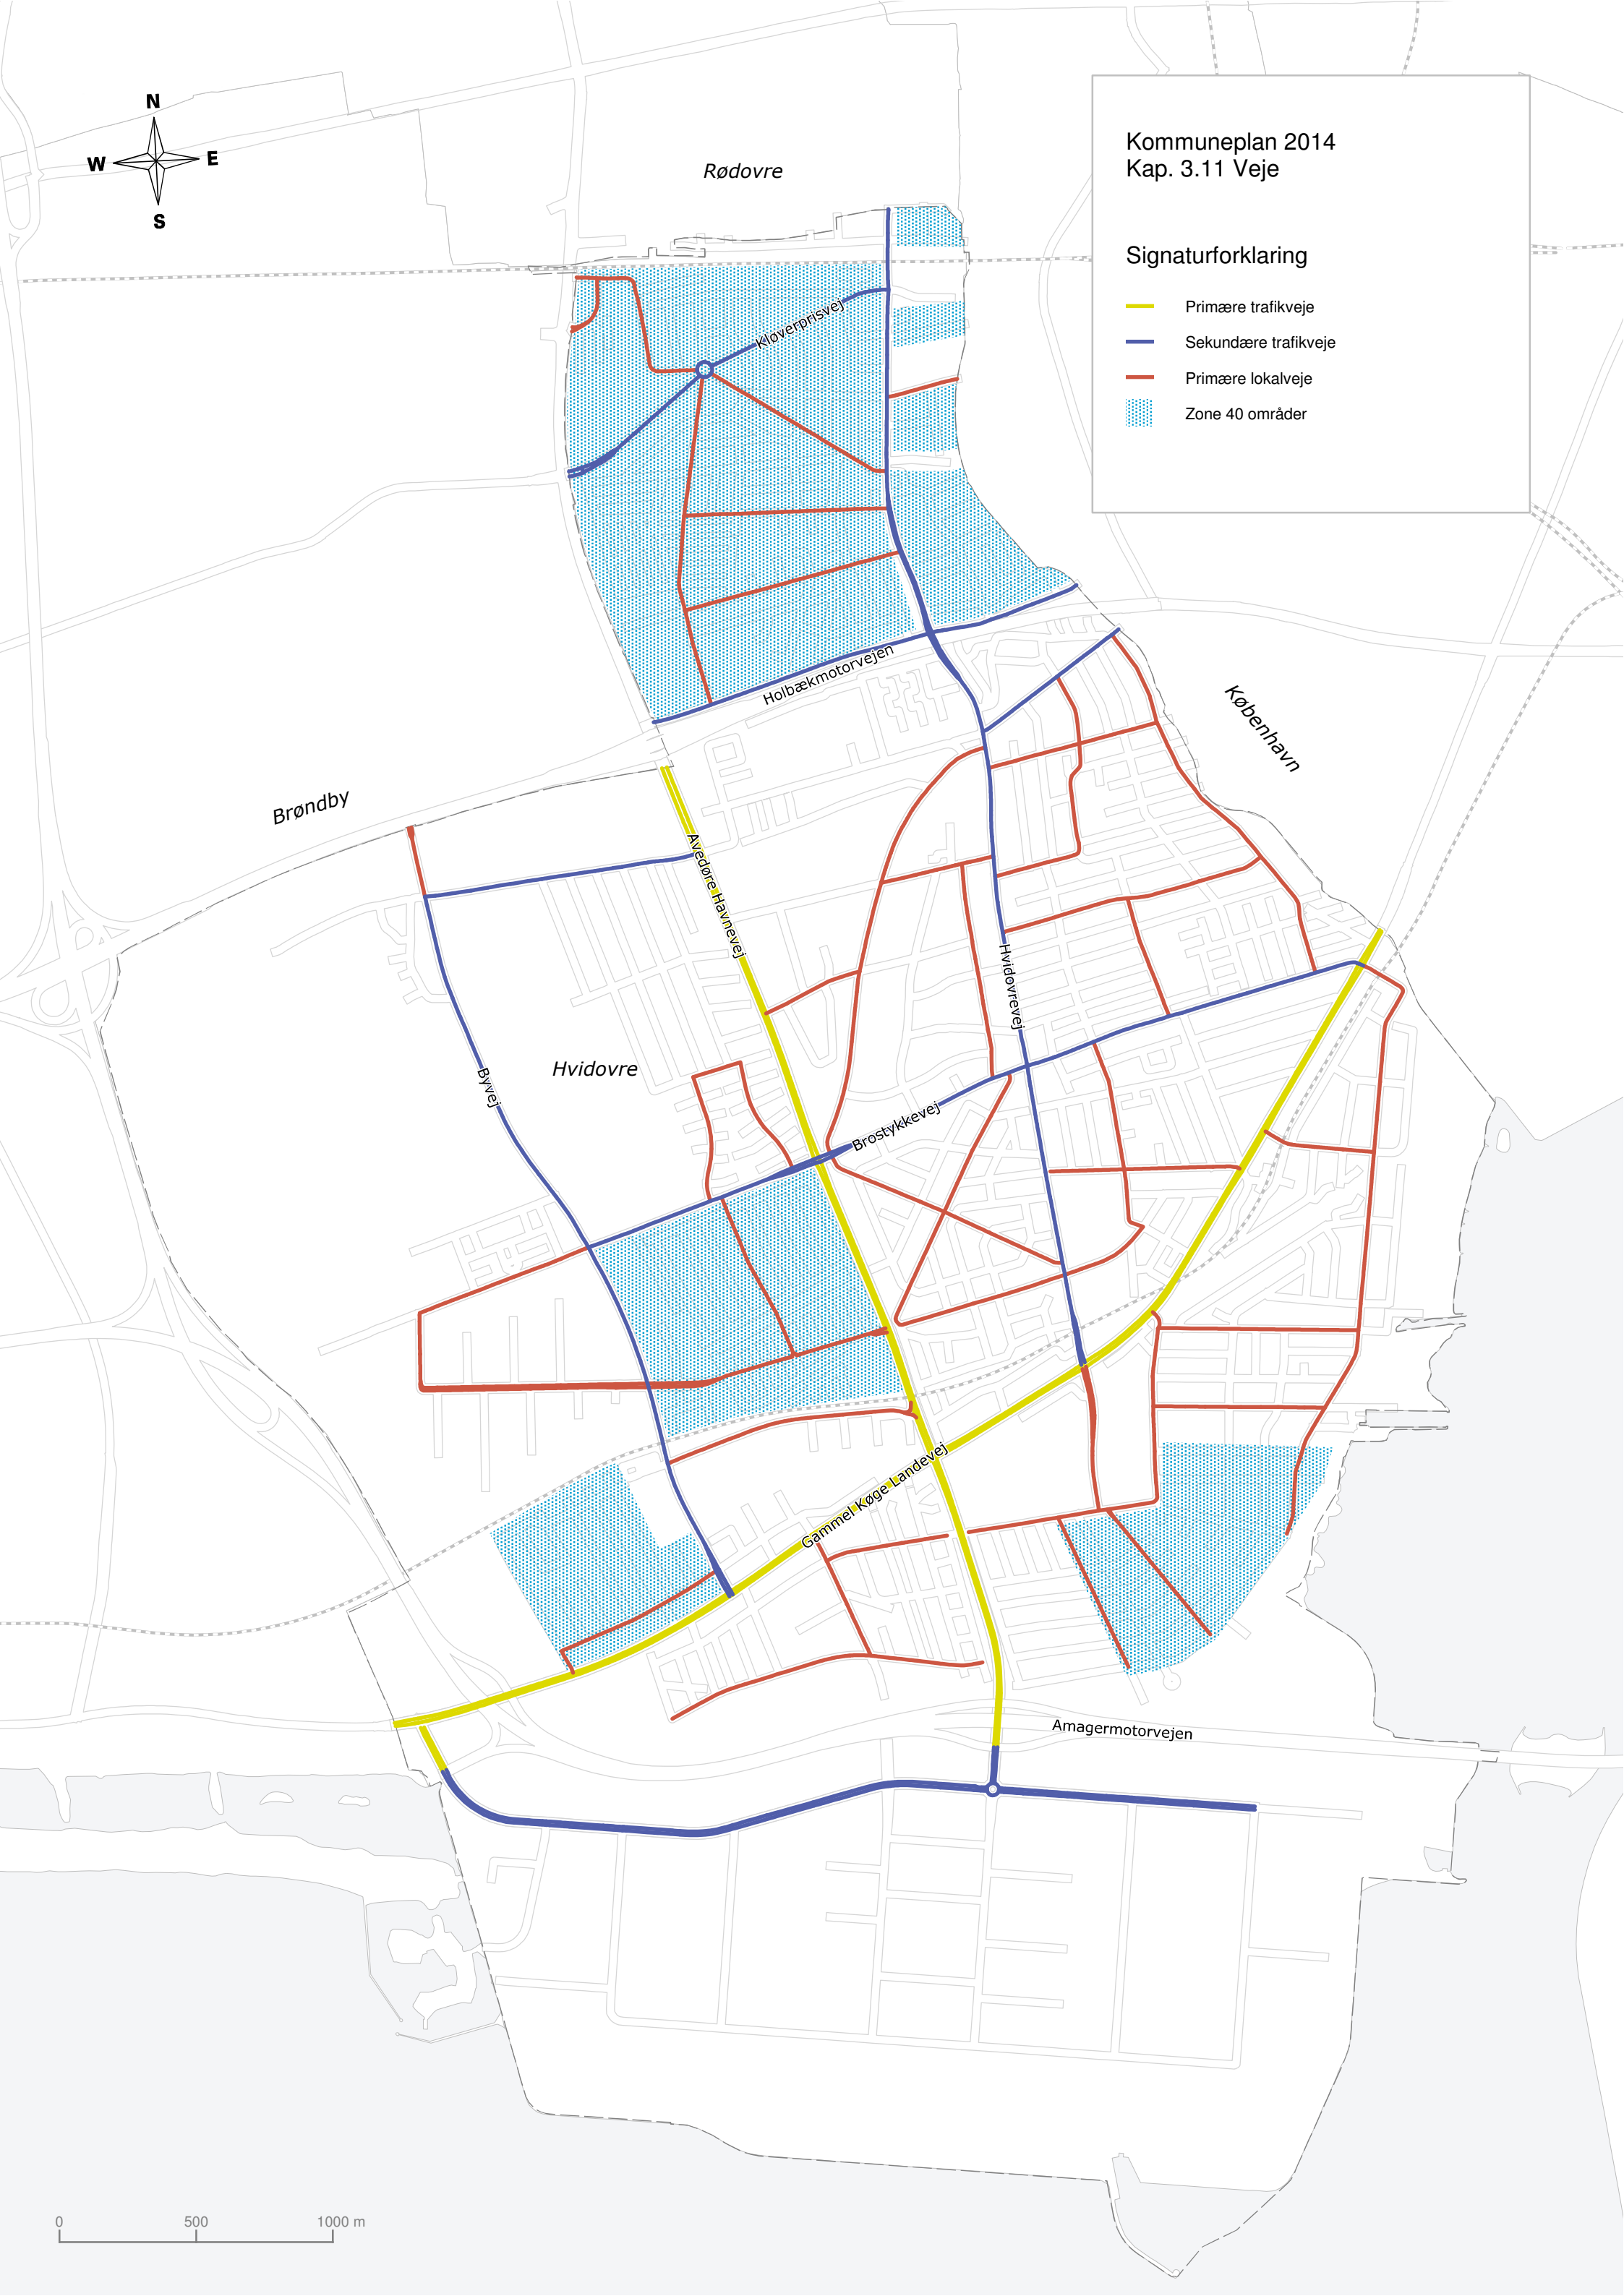 N
W E
S
Rødovre
Kommuneplan 2014
Kap. 3.11 Veje
Signaturforklaring
Primære trafikveje
Sekundære trafikveje
Primære lokalveje
Zone 40 områder
Kløverprisvej
Holbækmotorvejen
København
Brøndby
Avedøre Havnevej
Hvidovrevej
Hvidovre
Byvej
Brostykkevej
Gammel Køge Landevej
Amagermotorvejen
0 500 1000 m